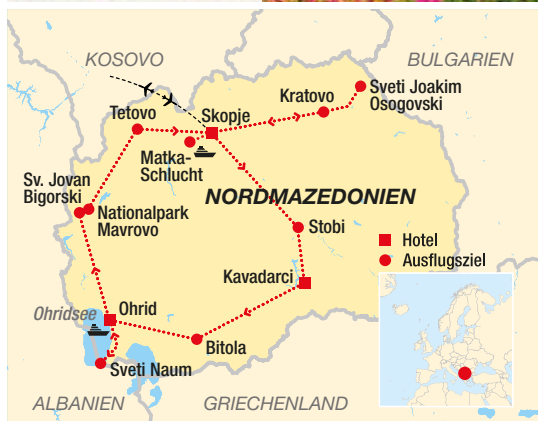 KOSOVO
BULGARIEN
Sveti Joakim
Osogovski
Kratovo
Tetovo
Skopje
Matka-
Schlucht
Sv. Jovan
Bigorski
NORDMAZEDONIEN
Nationalpark
Mavrovo
Stobi
Hotel
Ausflugsziel
Kavadarci
Ohridsee
Ohrid
Bitola
Sveti Naum
ALBANIEN
GRIECHENLAND